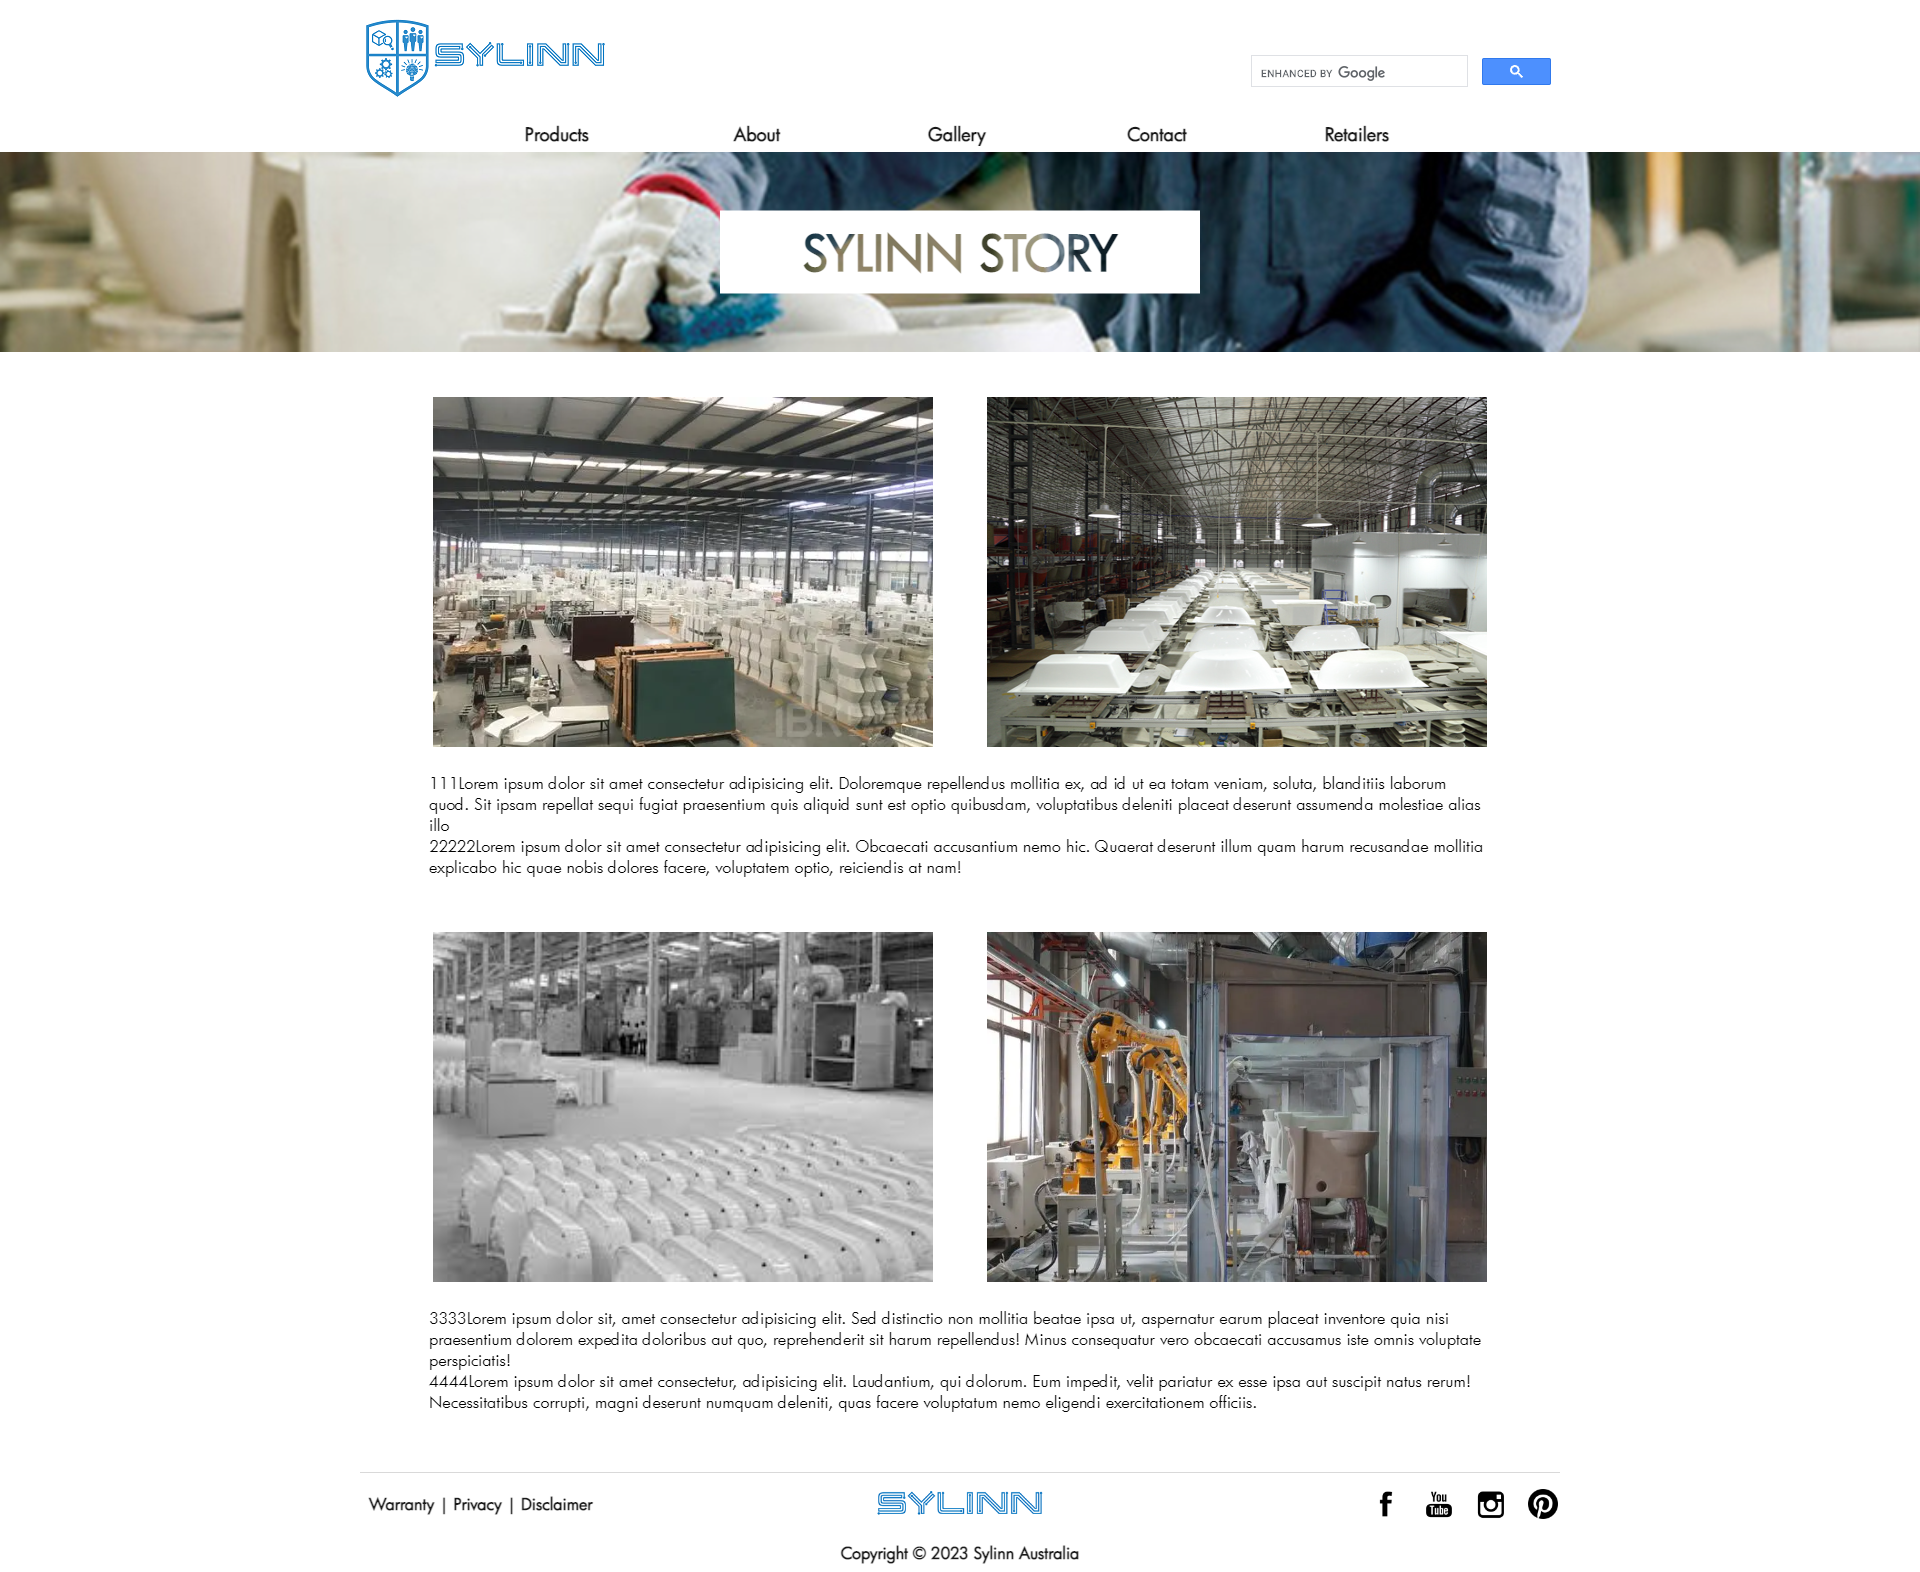 SYLINN
ENHANCED BY Google
Products
About
Gallery
Contact
Retailers
SYLINN STORY
111Lorem ipsum dolor sit amet consectetur adipisicing elit. Doloremque repellendus mollitia ex, ad id ut ea totam veniam, soluta, blanditiis laborum
quod. Sit ipsam repellat sequi fugiat praesentium quis aliquid sunt est optio quibusdam, voluptatibus deleniti placeat deserunt assumenda molestiae alias
illo
22222Lorem ipsum dolor sit amet consectetur adipisicing elit. Obcaecati accusantium nemo hic. Quaerat deserunt illum quam harum recusandae mollitia
explicabo hic quae nobis dolores facere, voluptatem optio, reiciendis at nam!
3333Lorem ipsum dolor sit, amet consectetur adipisicing elit. Sed distinctio non mollitia beatae ipsa ut, aspernatur earum placeat inventore quia nisi
praesentium dolorem expedita doloribus aut quo, reprehenderit sit harum repellendus! Minus consequatur vero obcaecati accusamus iste omnis voluptate
perspiciatis!
4444Lorem ipsum dolor sit amet consectetur, adipisicing elit. Laudantium, qui dolorum. Eum impedit, velit pariatur ex esse ipsa aut suscipit natus rerum!
Necessitatibus corrupti, magni deserunt numquam deleniti, quas facere voluptatum nemo eligendi exercitationem officiis.
Warranty | Privacy | Disclaimer
SYLINN
You
Tube
Copyright © 2023 Sylinn Australia